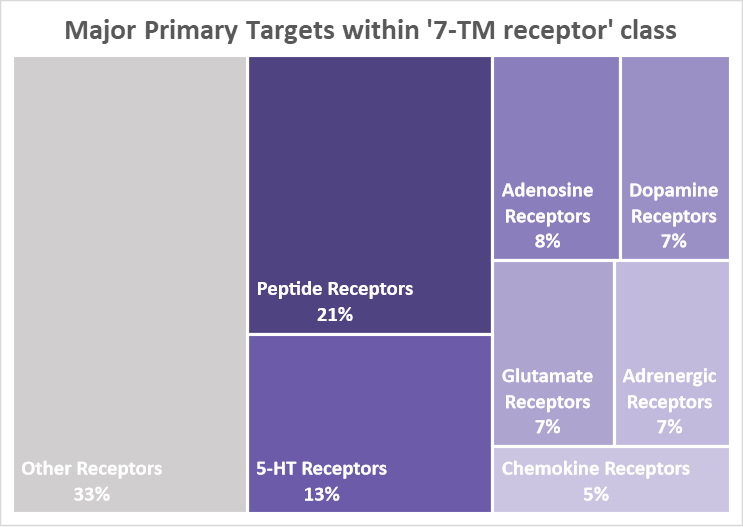 Major Primary Targets within '7-TM receptor' class
Other Receptors
33%
Peptide Receptors
21%
5-HT Receptors
13%
Adenosine
Receptors
8%
Dopamine
Receptors
7%
Glutamate
Receptors
7%
Adrenergic
Receptors
7%
Chemokine Receptors
5%